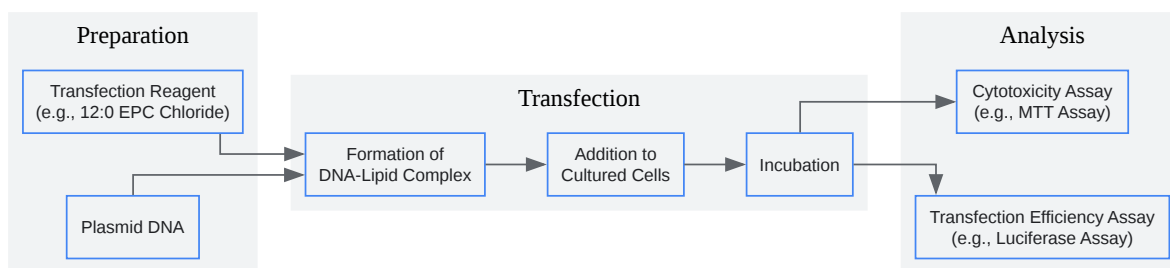 Preparation
Transfection Reagent
(e.g., 12:0 EPC Chloride)
Plasmid DNA
Transfection
Formation of
DNA-Lipid Complex
Addition to
Cultured Cells
Incubation
Analysis
Cytotoxicity Assay
(e.g., MTT Assay)
Transfection Efficiency Assay
(e.g., Luciferase Assay)